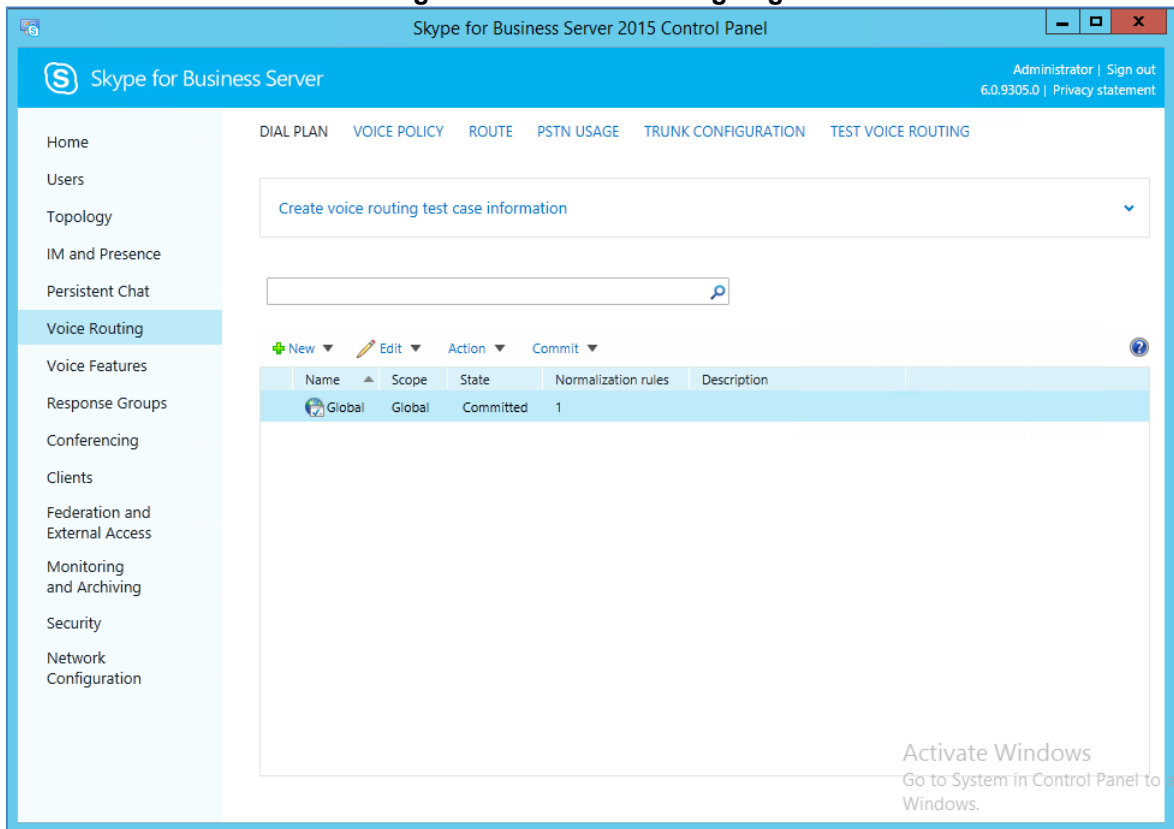 Skype for Business Server 2015 Control Panel
Skype for Business Server
Administrator | Sign out
6.0.9305.0 | Privacy statement
Home
Users
Topology
IM and Presence
Persistent Chat
Voice Routing
Voice Features
Response Groups
Conferencing
Clients
Federation and
External Access
Monitoring
and Archiving
Security
Network
Configuration
DIAL PLAN VOICE POLICY ROUTE PSTN USAGE TRUNK CONFIGURATION TEST VOICE ROUTING
Create voice routing test case information
New Edit Action Commit
Name Scope State Normalization rules Description
Global Global Committed 1
Activate Windows
Go to System in Control Panel to
Windows.